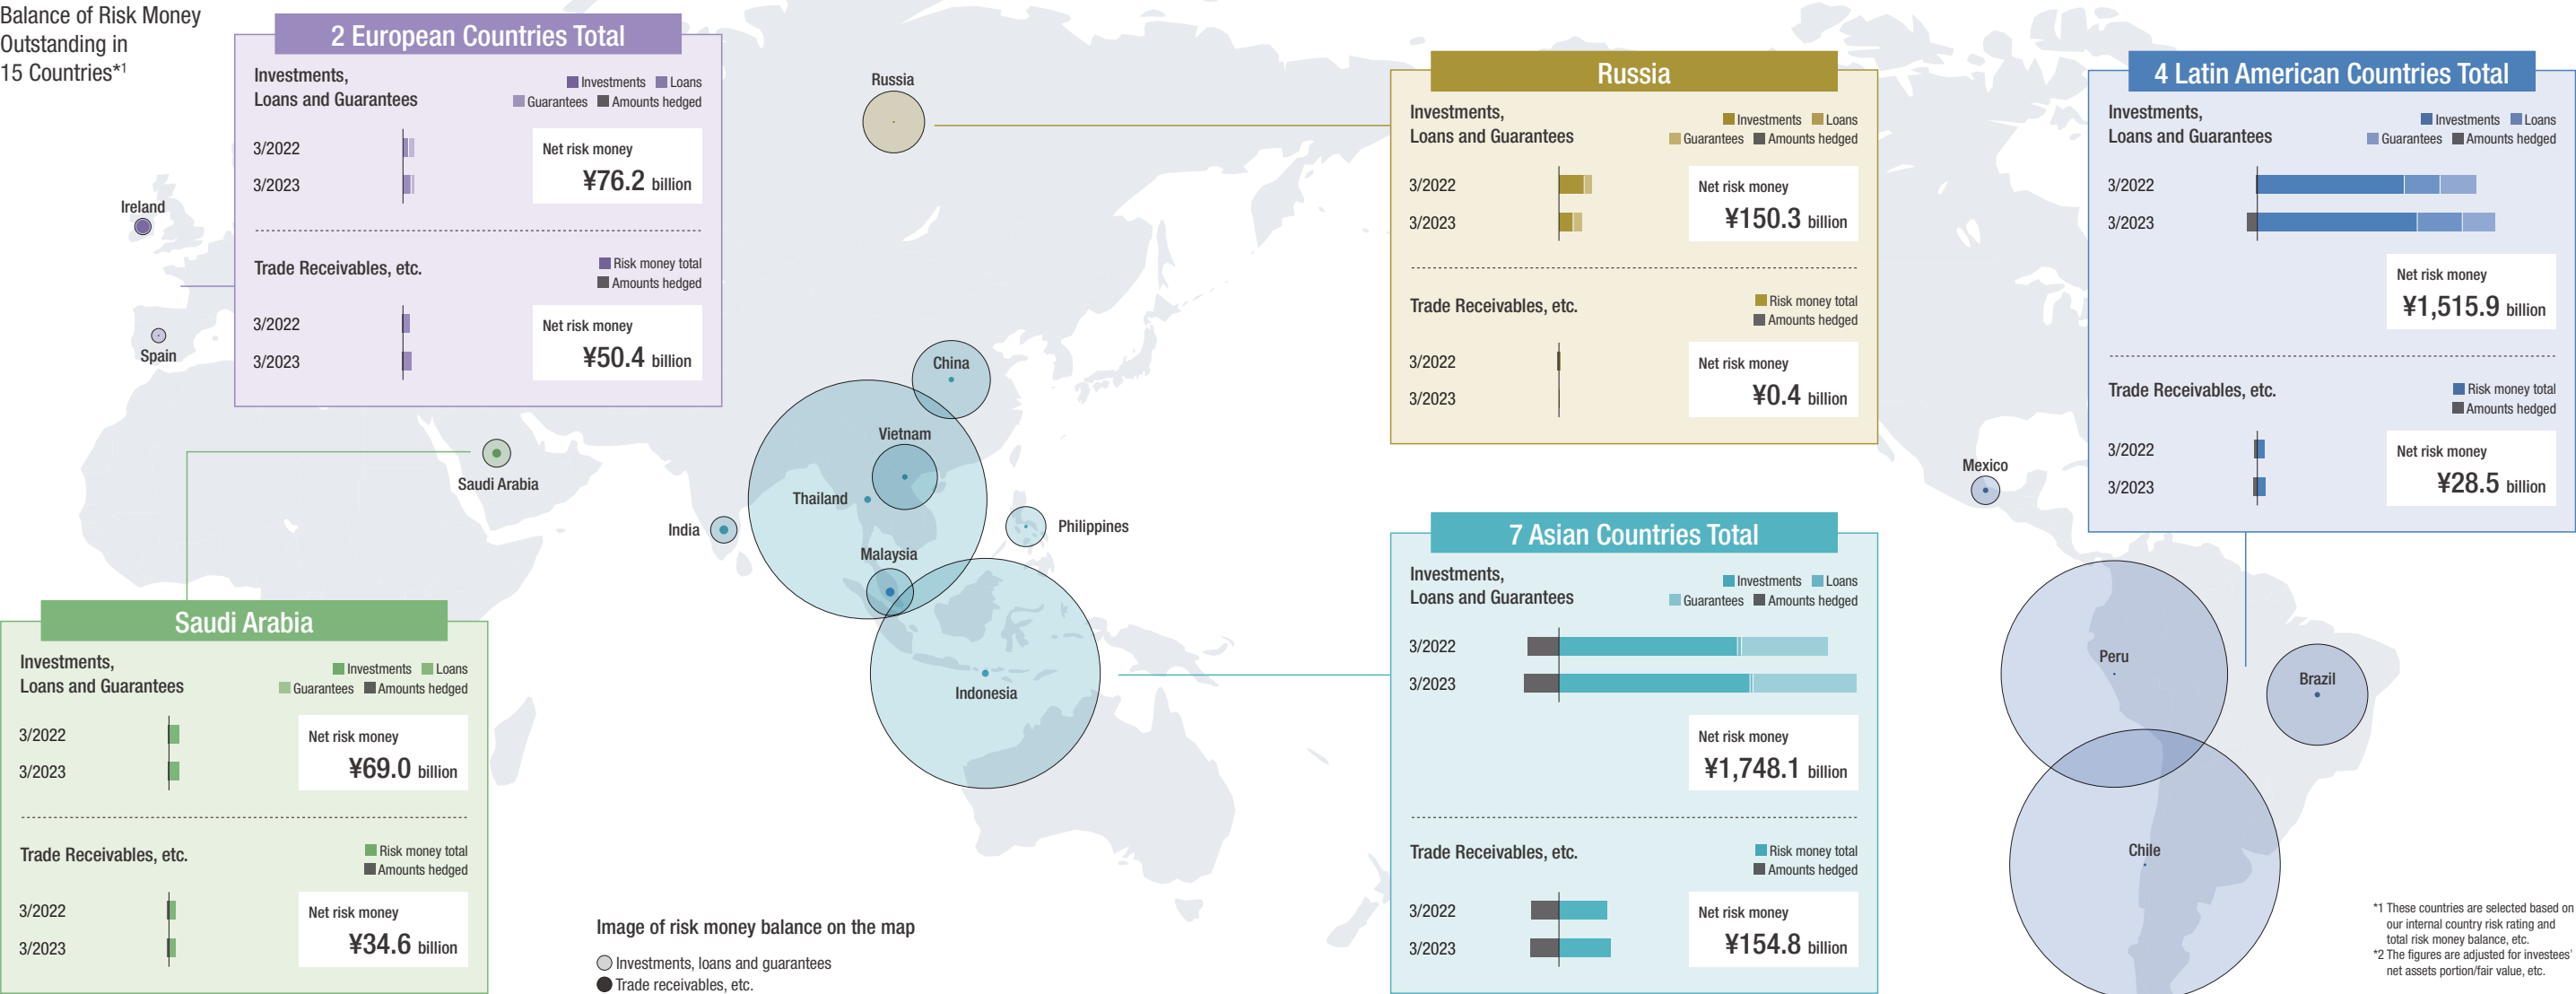 Balance of Risk Money
Outstanding in
15 Countries*1
2 European Countries Total
Investments,
Loans and Guarantees
Investments Loans
Guarantees Amounts hedged
3/2022
3/2023
Net risk money
¥76.2 billion
Trade Receivables, etc.
Risk money total
Amounts hedged
3/2022
3/2023
Net risk money
¥50.4 billion
Ireland
Spain
Russia
China
Vietnam
Thailand
Malaysia
Indonesia
India
Philippines
Saudi Arabia
Saudi Arabia
Investments,
Loans and Guarantees
Investments Loans
Guarantees Amounts hedged
3/2022
3/2023
Net risk money
¥69.0 billion
Trade Receivables, etc.
Risk money total
Amounts hedged
3/2022
3/2023
Net risk money
¥34.6 billion
Image of risk money balance on the map
Investments, loans and guarantees
Trade receivables, etc.
Russia
Investments,
Loans and Guarantees
Investments Loans
Guarantees Amounts hedged
3/2022
3/2023
Net risk money
¥150.3 billion
Trade Receivables, etc.
Risk money total
Amounts hedged
3/2022
3/2023
Net risk money
¥0.4 billion
7 Asian Countries Total
Investments,
Loans and Guarantees
Investments Loans
Guarantees Amounts hedged
3/2022
3/2023
Net risk money
¥1,748.1 billion
Trade Receivables, etc.
Risk money total
Amounts hedged
3/2022
3/2023
Net risk money
¥154.8 billion
4 Latin American Countries Total
Investments,
Loans and Guarantees
Investments Loans
Guarantees Amounts hedged
3/2022
3/2023
Net risk money
¥1,515.9 billion
Trade Receivables, etc.
Risk money total
Amounts hedged
3/2022
3/2023
Net risk money
¥28.5 billion
Mexico
Peru
Brazil
Chile
*1 These countries are selected based on
our internal country risk rating and
total risk money balance, etc.
*2 The figures are adjusted for investees'
net assets portion/fair value, etc.